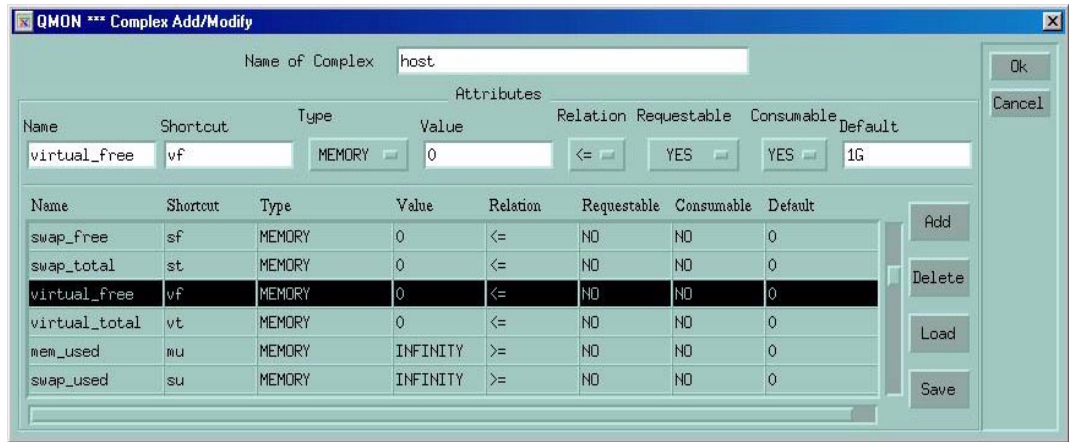 QMON *** Complex Add/Modify
Name of Complex host
Ok
Cancel
Attributes
Name Shortcut Type Value Relation Requestable Consumable Default
virtual_free vf MEMORY 0 <= YES YES 1G
Name Shortcut Type Value Relation Requestable Consumable Default
swap_free sf MEMORY 0 <= NO NO 0
swap_total st MEMORY 0 <= NO NO 0
virtual_free vf MEMORY 0 <= NO NO 0
virtual_total vt MEMORY 0 <= NO NO 0
mem_used mu MEMORY INFINITY >= NO NO 0
swap_used su MEMORY INFINITY >= NO NO 0
Add
Delete
Load
Save